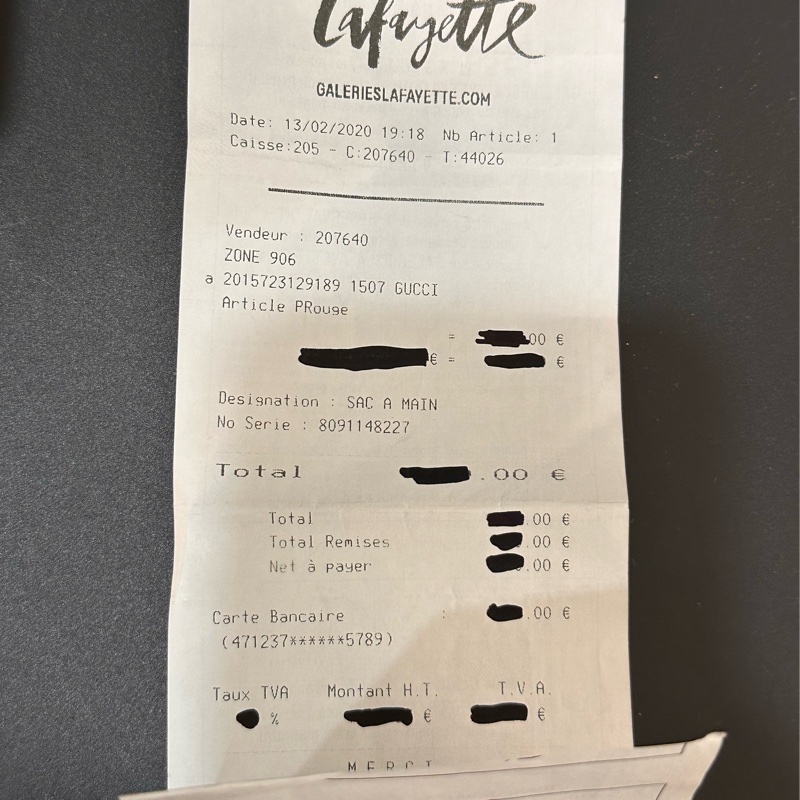 Lafayette
GALERIESLAFAYETTE.COM
Date: 13/02/2020 19:18 Nb Article: 1
Caisse:205 - C:207640 - T:44026
Vendeur : 207640
ZONE 906
a 2015723129189 1507 GUCCI
Article PRouge
= 00 €
€ = €
Designation : SAC A MAIN
No Serie : 8091148227
Total .00 €
Total .00 €
Total Remises .00 €
Net à payer .00 €
Carte Bancaire : .00 €
(471237******5789)
Taux TVA Montant H.T. T.V.A.
% € €
MERCI